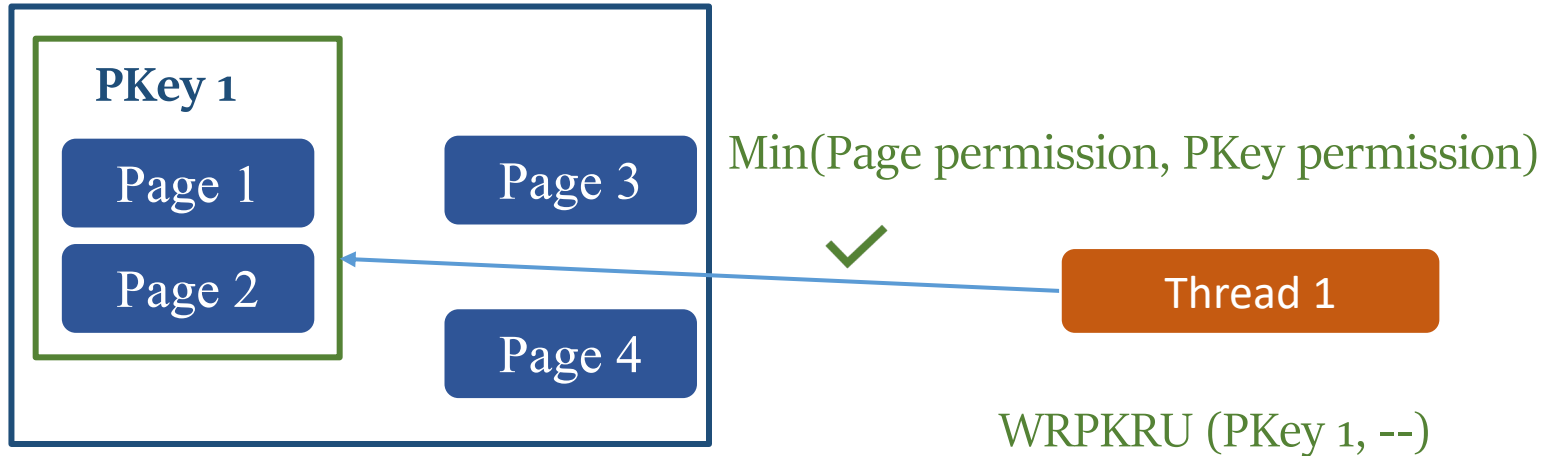 PKey 1
Page 1
Page 2
Page 3
Page 4
Min(Page permission, PKey permission)
Thread 1
WRPKRU (PKey 1, --)